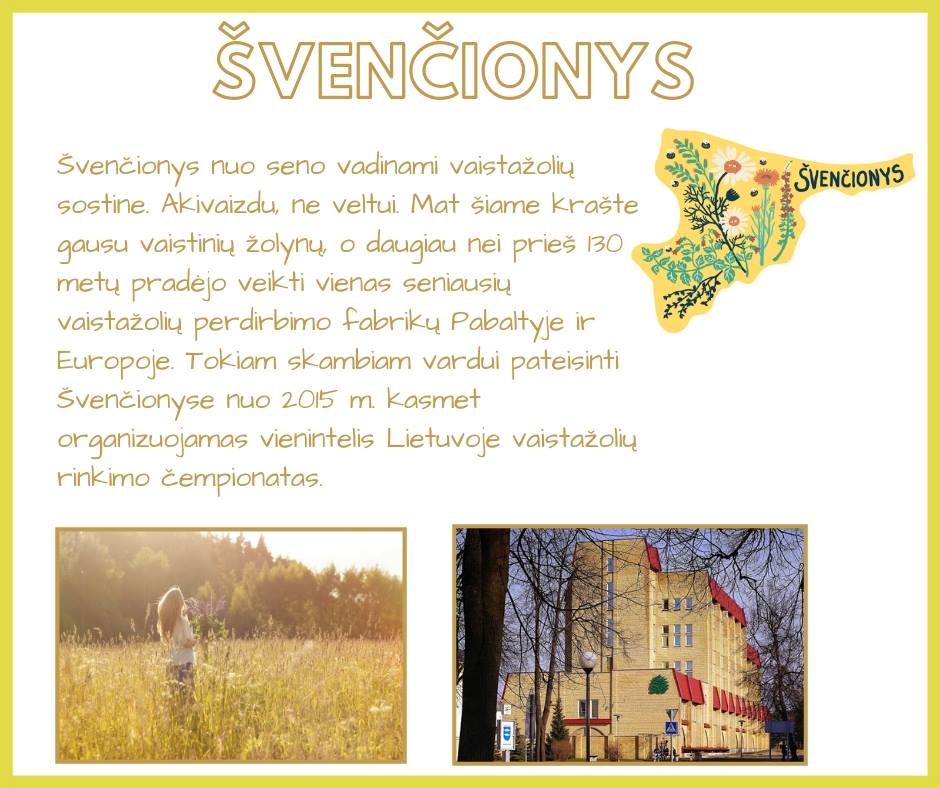 ŠVENČIONYS
Švenčionys nuo seno vadinami vaistažolių
sostine. Akivaizdu, ne veltui. Mat šiame krašte
gausu vaistinių žolynų, o daugiau nei prieš 130
metų pradėjo veikti vienas seniausių
vaistažolių perdirbimo fabrikų Pabaltyje ir
Europoje. Tokiam skambiam vardui pateisinti
Švenčionyse nuo 2015 m. kasmet
organizuojamas vienintelis Lietuvoje vaistažolių
rinkimo čempionatas.
ŠVENČIONYS